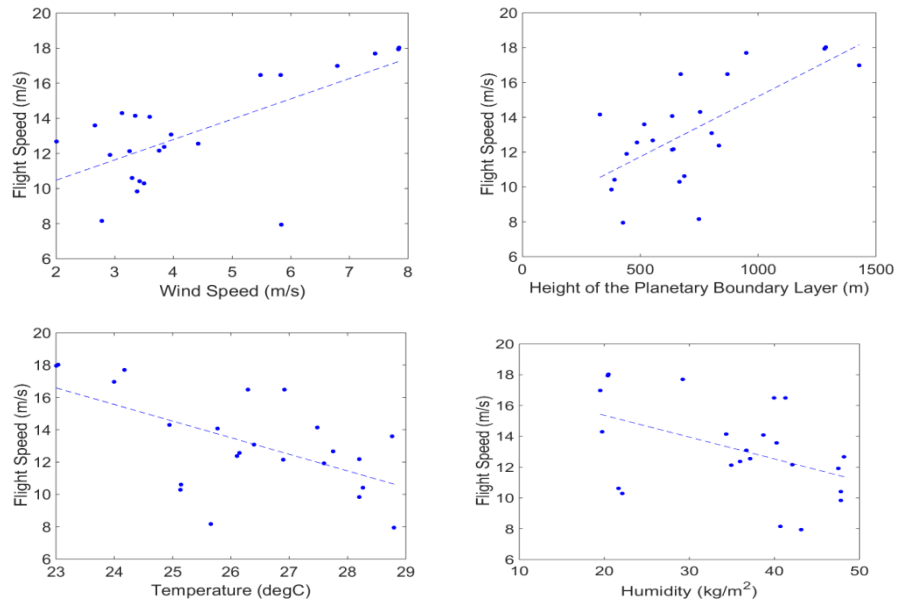 20
18
16
14
12
10
8
6
Flight Speed (m/s)
2 3 4 5 6 7 8
Wind Speed (m/s)
20
18
16
14
12
10
8
6
Flight Speed (m/s)
0 500 1000 1500
Height of the Planetary Boundary Layer (m)
20
18
16
14
12
10
8
6
Flight Speed (m/s)
23 24 25 26 27 28 29
Temperature (degC)
20
18
16
14
12
10
8
6
Flight Speed (m/s)
10 20 30 40 50
Humidity (kg/m²)